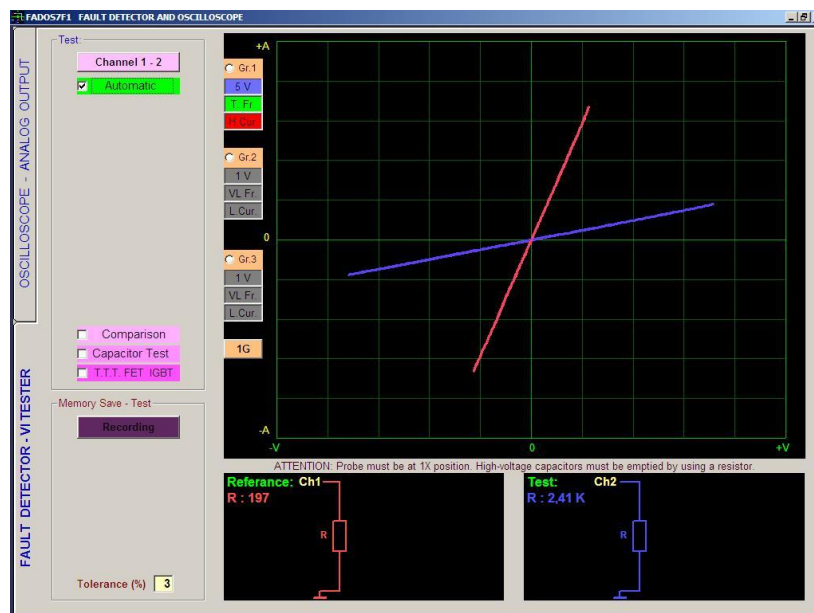 FADOS7F1 FAULT DETECTOR AND OSCILLOSCOPE
OSCILLOSCOPE - ANALOG OUTPUT
FAULT DETECTOR - VI TESTER
Test:
Channel 1 - 2
Automatic
Comparison
Capacitor Test
T.T.T. FET IGBT
Memory Save - Test
Recording
Tolerance (%) 3
+A
Gr.1
5 V
T. Fr.
H.Cur.
Gr.2
1 V
VL Fr.
L Cur.
0
Gr.3
1 V
VL Fr.
L Cur.
1G
-A
-V 0 +V
ATTENTION: Probe must be at 1X position. High-voltage capacitors must be emptied by using a resistor.
Referance: Ch1
R : 197
R
Test: Ch2
R : 2,41 K
R